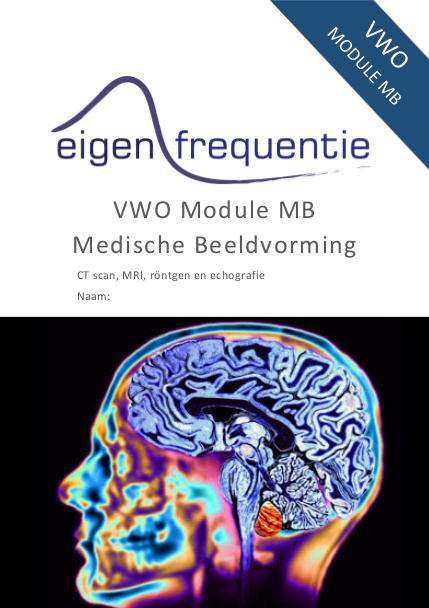 VWO
MODULE MB
eigenfrequentie
VWO Module MB
Medische Beeldvorming
CT scan, MRI, röntgen en echografie
Naam: